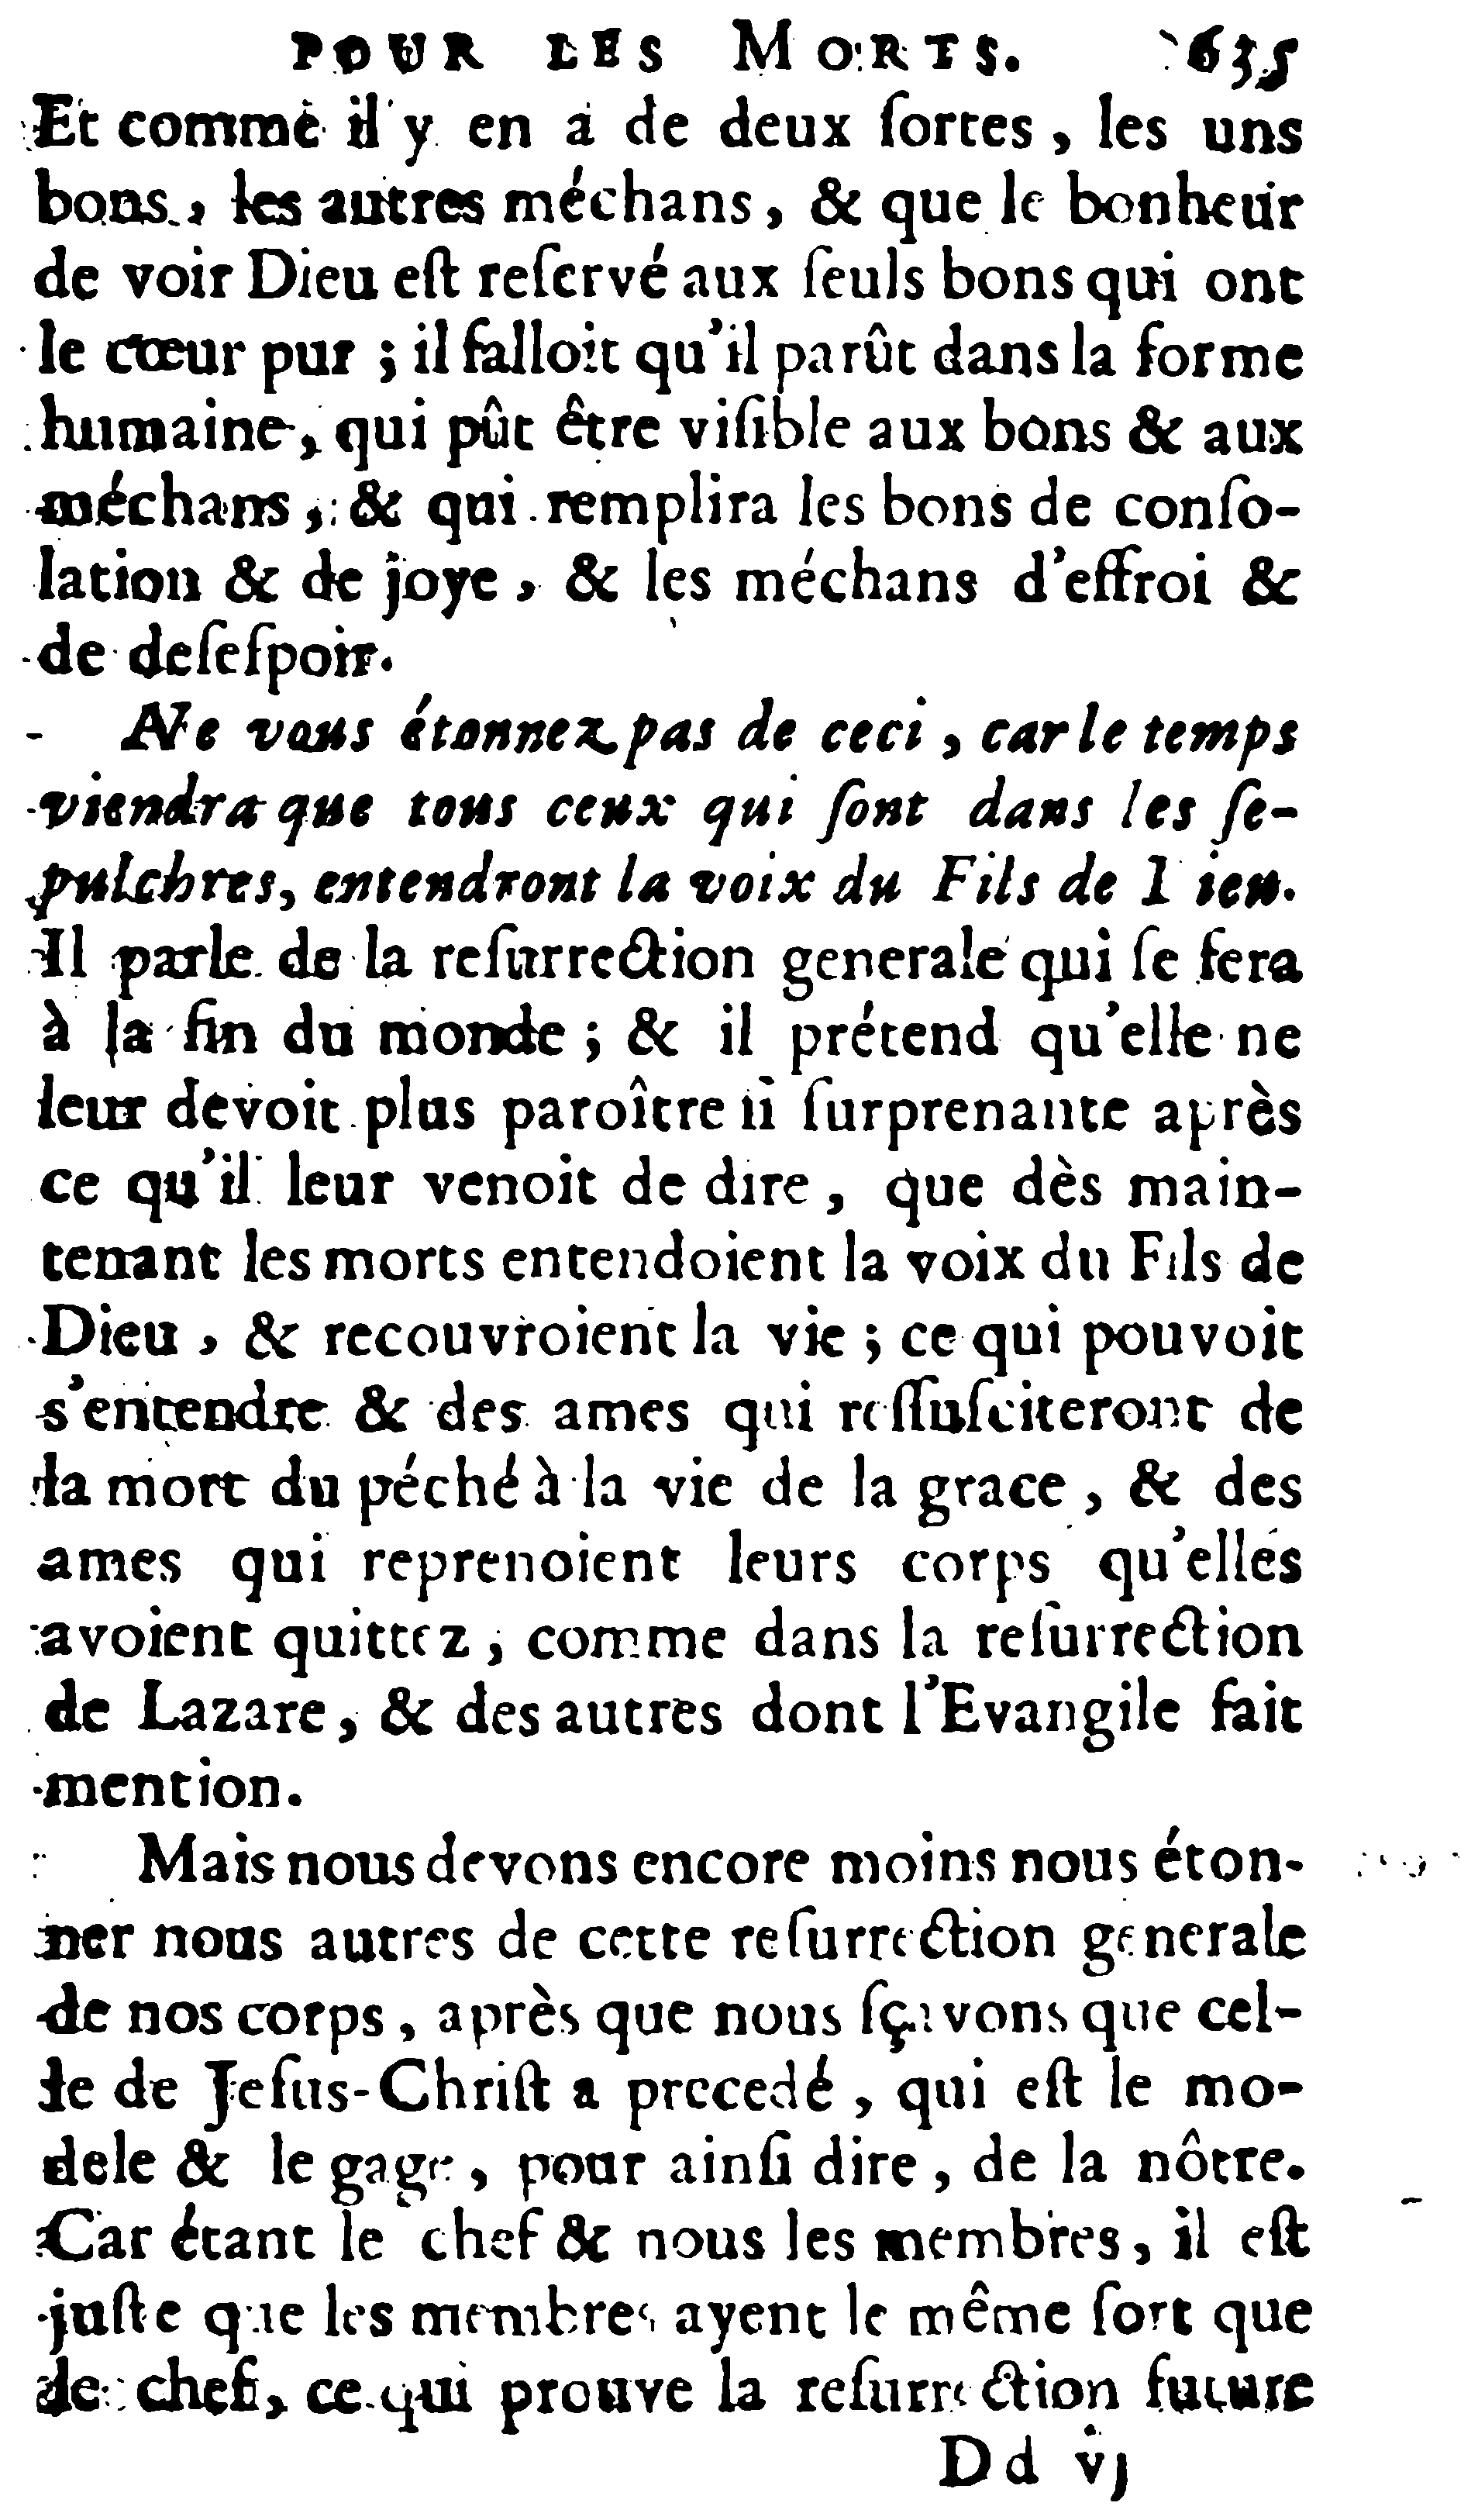 POUR LES MORTS. 635
Et comme il y en a de deux ſortes, les uns
bons, les autres méchans, & que le bonheur
de voir Dieu eſt reſervé aux ſeuls bons qui ont
le cœur pur ; il falloit qu'il parût dans la forme
humaine, qui pût être viſible aux bons & aux
méchans, & qui remplira les bons de conſo-
lation & de joye, & les méchans d'effroi &
de deſeſpoir.
Ne vous étonnez pas de ceci, car le temps
viendra que tous ceux qui ſont dans les ſe-
pulchres, entendront la voix du Fils de Dieu.
Il parle de la reſurrection generale qui ſe fera
à la fin du monde ; & il prétend qu'elle ne
leur devoit plus paroître ſi ſurprenante après
ce qu'il leur venoit de dire, que dès main-
tenant les morts entendoient la voix du Fils de
Dieu, & recouvroient la vie ; ce qui pouvoit
s'entendre & des ames qui reſſuſciteront de
la mort du péché à la vie de la grace, & des
ames qui reprenoient leurs corps qu'elles
avoient quittez, comme dans la reſurrection
de Lazare, & des autres dont l'Evangile fait
mention.
Mais nous devons encore moins nous éton-
ner nous autres de cette reſurrection generale
de nos corps, après que nous ſçavons que cel-
le de Jeſus-Chriſt a precedé, qui eſt le mo-
dele & le gage, pour ainſi dire, de la nôtre.
Car étant le chef & nous les membres, il eſt
juſte que les membres ayent le même ſort que
le chef, ce qui prouve la reſurrection future
Dd vj